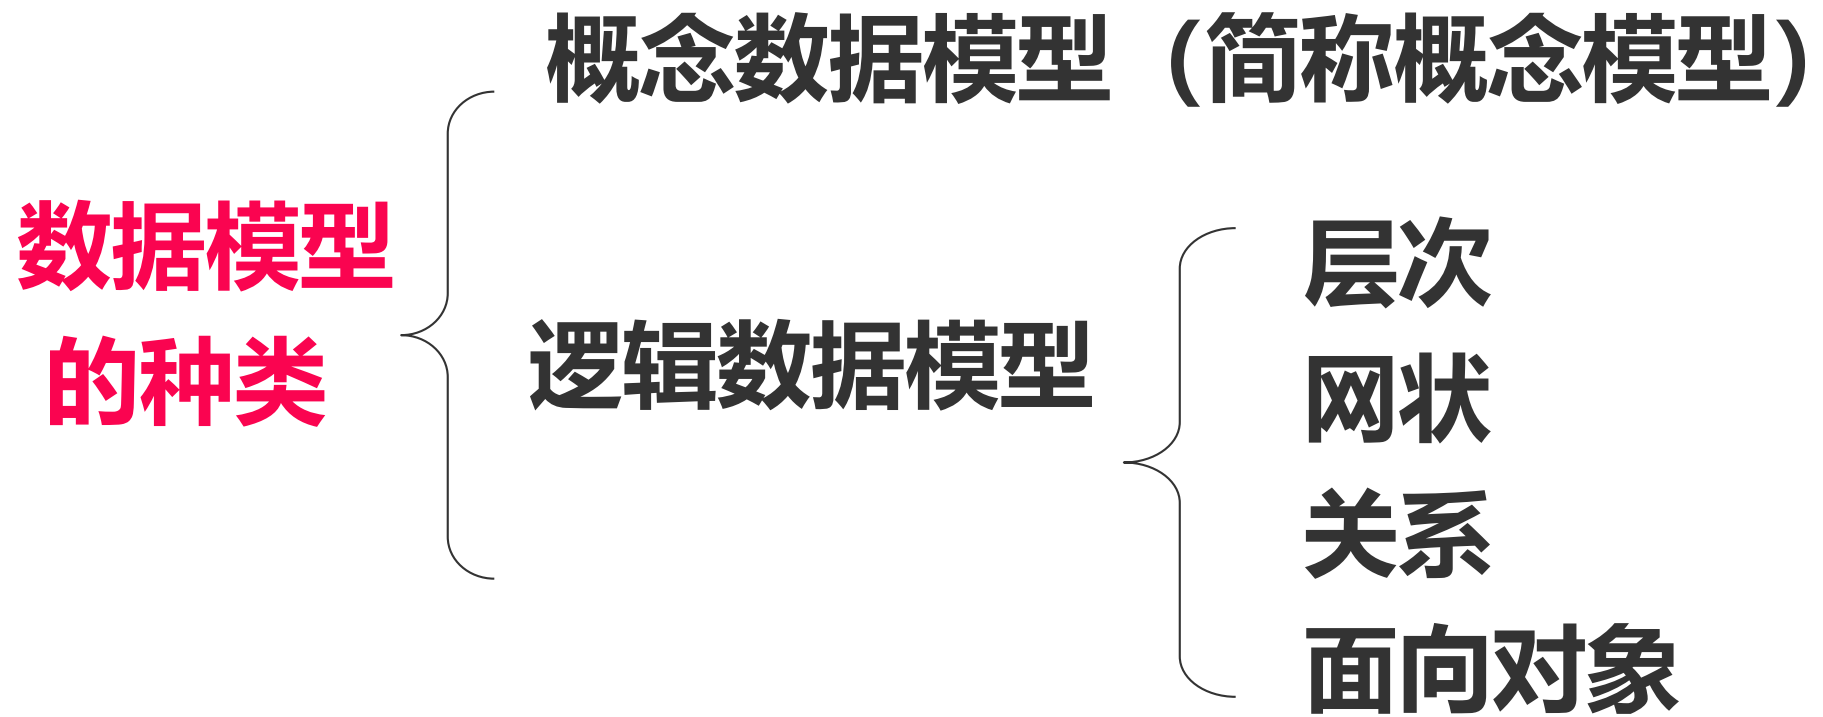 概念数据模型（简称概念模型）
数据模型
的种类
逻辑数据模型
层次
网状
关系
面向对象